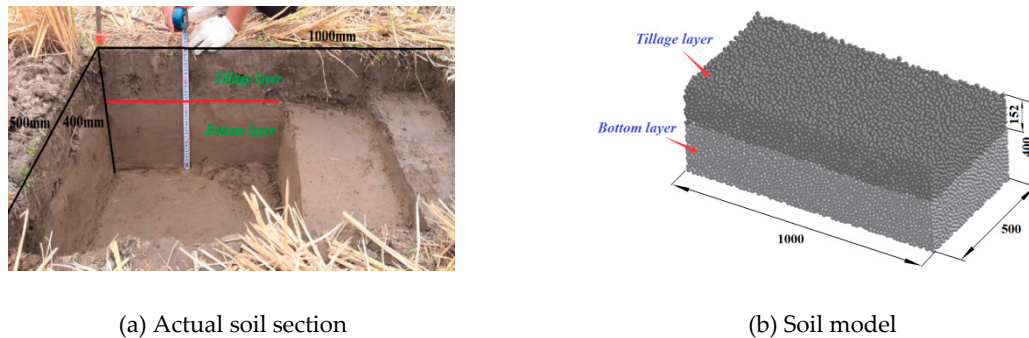 1000mm
Tillage layer
500mm
400mm
Bottom layer
Tillage layer
Bottom layer
152
400
1000
500
(a) Actual soil section
(b) Soil model